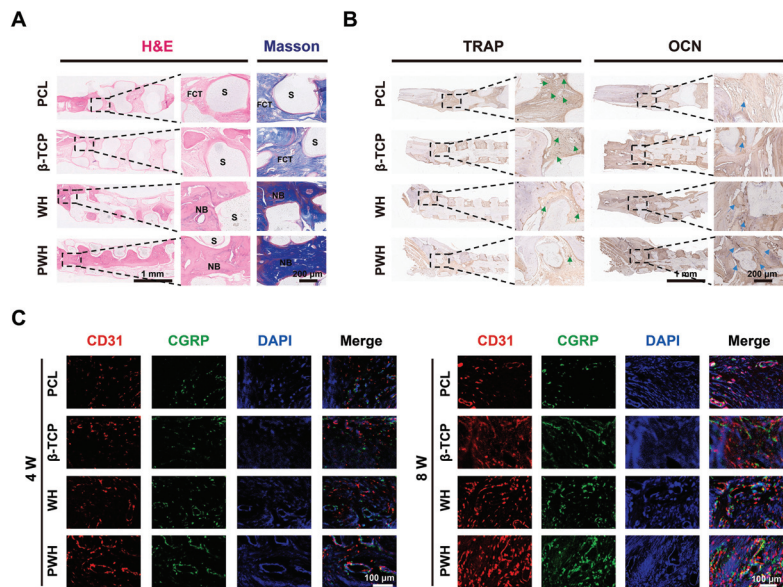 A
H&E Masson
PCL
FCT S FCT S
β-TCP
S FCT S
WH
NB S NB S
PWH
S NB NB
1 mm 200 μm
B
TRAP OCN
PCL
β-TCP
WH
PWH
1 mm 200 μm
C
CD31 CGRP DAPI Merge
4 W
PCL
β-TCP
WH
PWH
100 μm
CD31 CGRP DAPI Merge
8 W
PCL
β-TCP
WH
PWH
100 μm